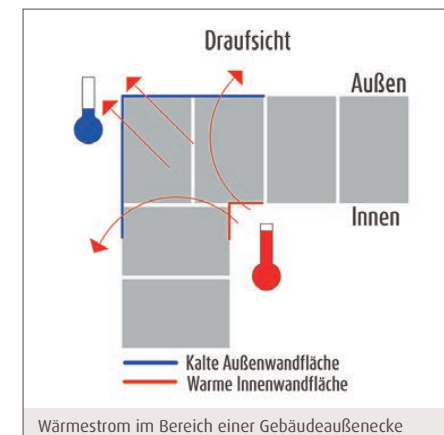 Draufsicht
Außen
Innen
Kalte Außenwandfläche
Warme Innenwandfläche
Wärmestrom im Bereich einer Gebäudeaußenecke